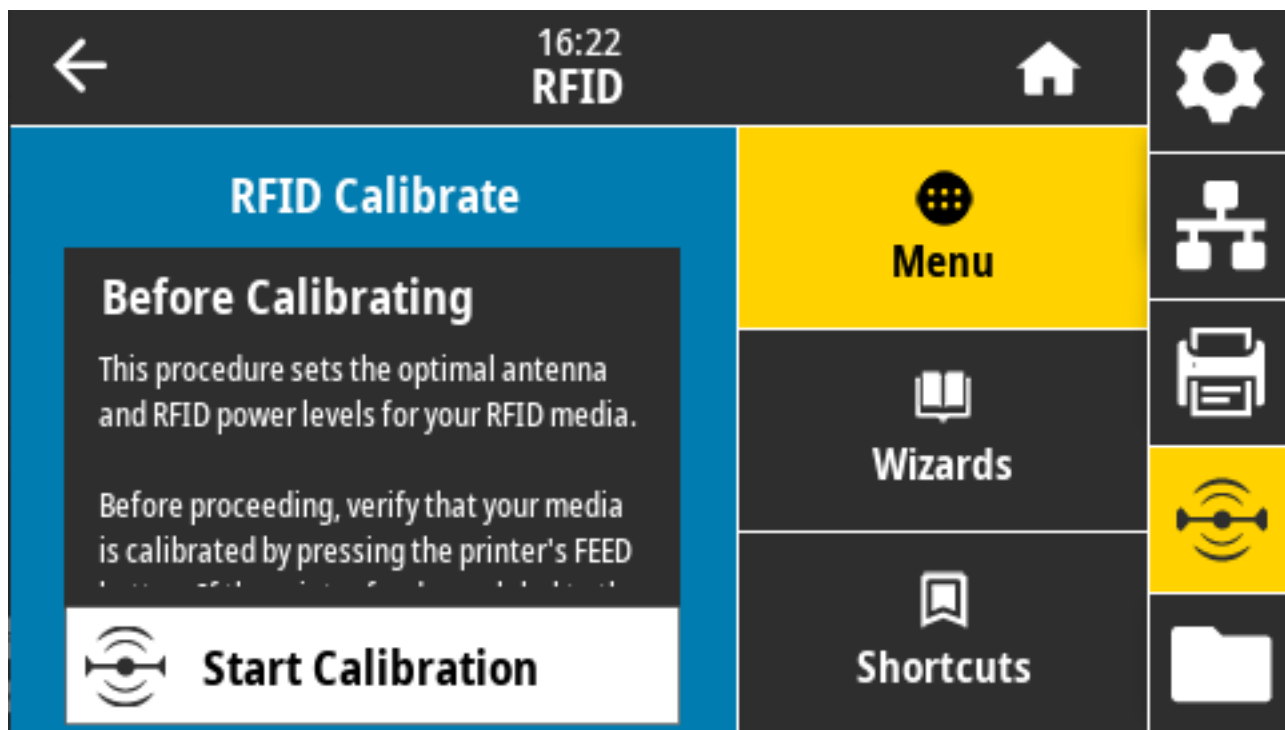 16:22
RFID
RFID Calibrate
Before Calibrating
This procedure sets the optimal antenna
and RFID power levels for your RFID media.
Before proceeding, verify that your media
is calibrated by pressing the printer's FEED
Start Calibration
Menu
Wizards
Shortcuts